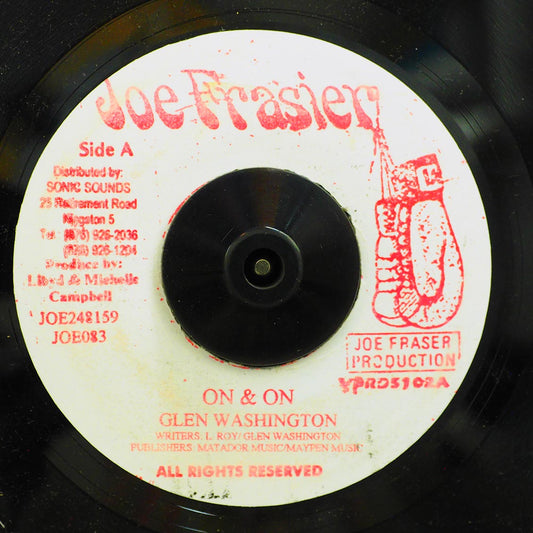 Joe Frasier
Side A
Distributed by:
SONIC SOUNDS
25 Retirement Road
Kingston 5
Tel: (876) 926-2036
926-1204
Produce by:
Lloyd & Michelle
Campbell
JOE248159
JOE083
JOE FRASER
PRODUCTION
VPRD5102A
ON & ON
GLEN WASHINGTON
WRITERS: L. ROY/ GLEN WASHINGTON
PUBLISHERS: MATADOR MUSIC/MAYPEN MUSIC
ALL RIGHTS RESERVED